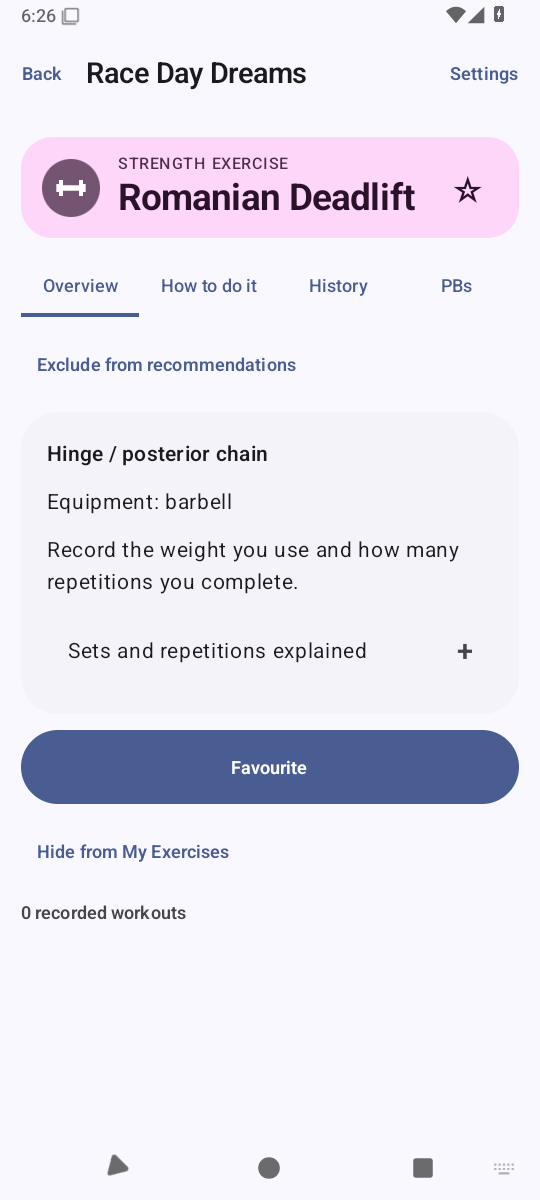 6:26
Back
Race Day Dreams
Settings
STRENGTH EXERCISE
Romanian Deadlift
Overview
How to do it
History
PBs
Exclude from recommendations
Hinge / posterior chain
Equipment: barbell
Record the weight you use and how many
repetitions you complete.
Sets and repetitions explained +
Favourite
Hide from My Exercises
0 recorded workouts